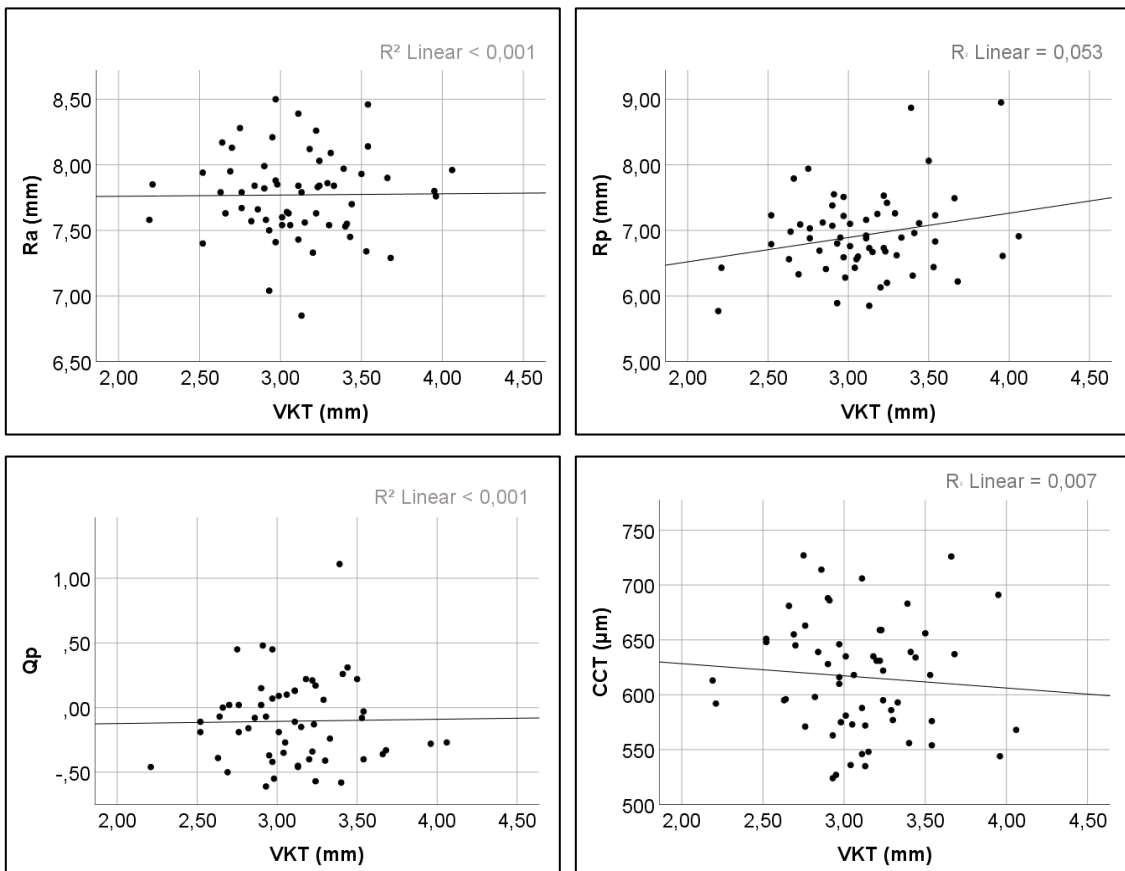 R² Linear < 0,001
Ra (mm)
8,50
8,00
7,50
7,00
6,50
2,00 2,50 3,00 3,50 4,00 4,50
VKT (mm)
R² Linear = 0,053
Rp (mm)
9,00
8,00
7,00
6,00
5,00
2,00 2,50 3,00 3,50 4,00 4,50
VKT (mm)
R² Linear < 0,001
Qp
1,00
,50
,00
-,50
2,00 2,50 3,00 3,50 4,00 4,50
VKT (mm)
R² Linear = 0,007
CCT (µm)
750
700
650
600
550
500
2,00 2,50 3,00 3,50 4,00 4,50
VKT (mm)